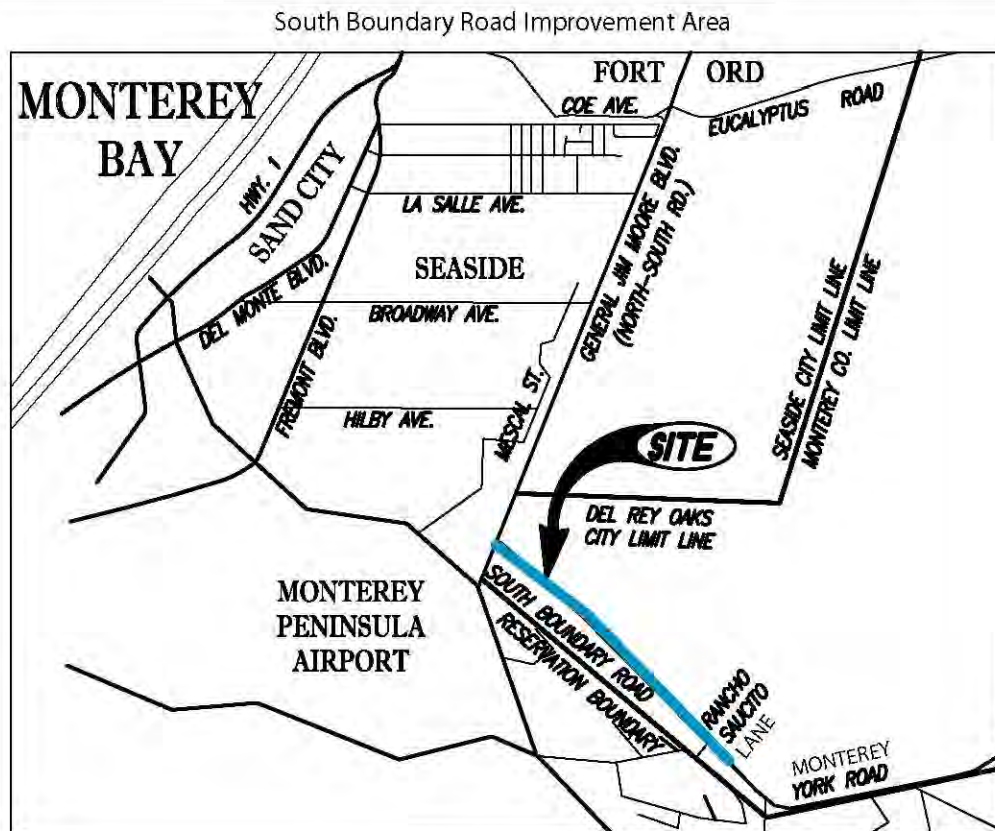 South Boundary Road Improvement Area
MONTEREY
BAY
FORT ORD
COE AVE.
EUCALYPTUS ROAD
HWY. 1
SAND CITY
LA SALLE AVE.
SEASIDE
DEL MONTE BLVD.
BROADWAY AVE.
FREMONT BLVD.
HILBY AVE.
MESCAL ST.
GENERAL JIM MOORE BLVD.
(NORTH-SOUTH RD.)
SEASIDE CITY LIMIT LINE
MONTEREY CO. LIMIT LINE
SITE
DEL REY OAKS
CITY LIMIT LINE
MONTEREY
PENINSULA
AIRPORT
SOUTH BOUNDARY ROAD
RESERVATION BOUNDARY
RANCHO
SAUCITO
LANE
MONTEREY
YORK ROAD